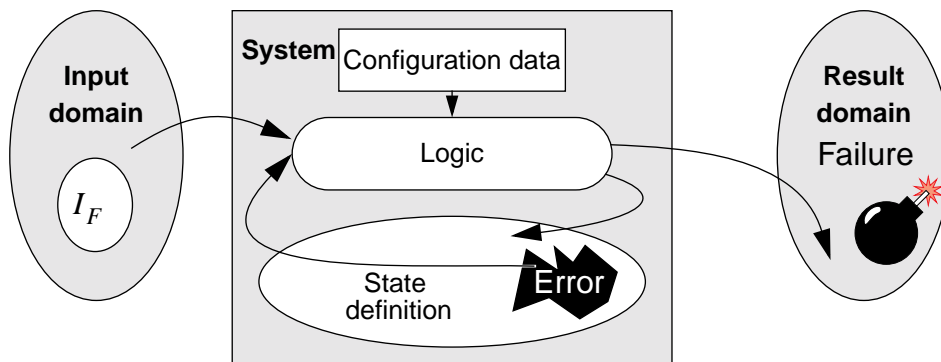 Input
domain
I_F
System
Configuration data
Logic
State
definition
Error
Result
domain
Failure